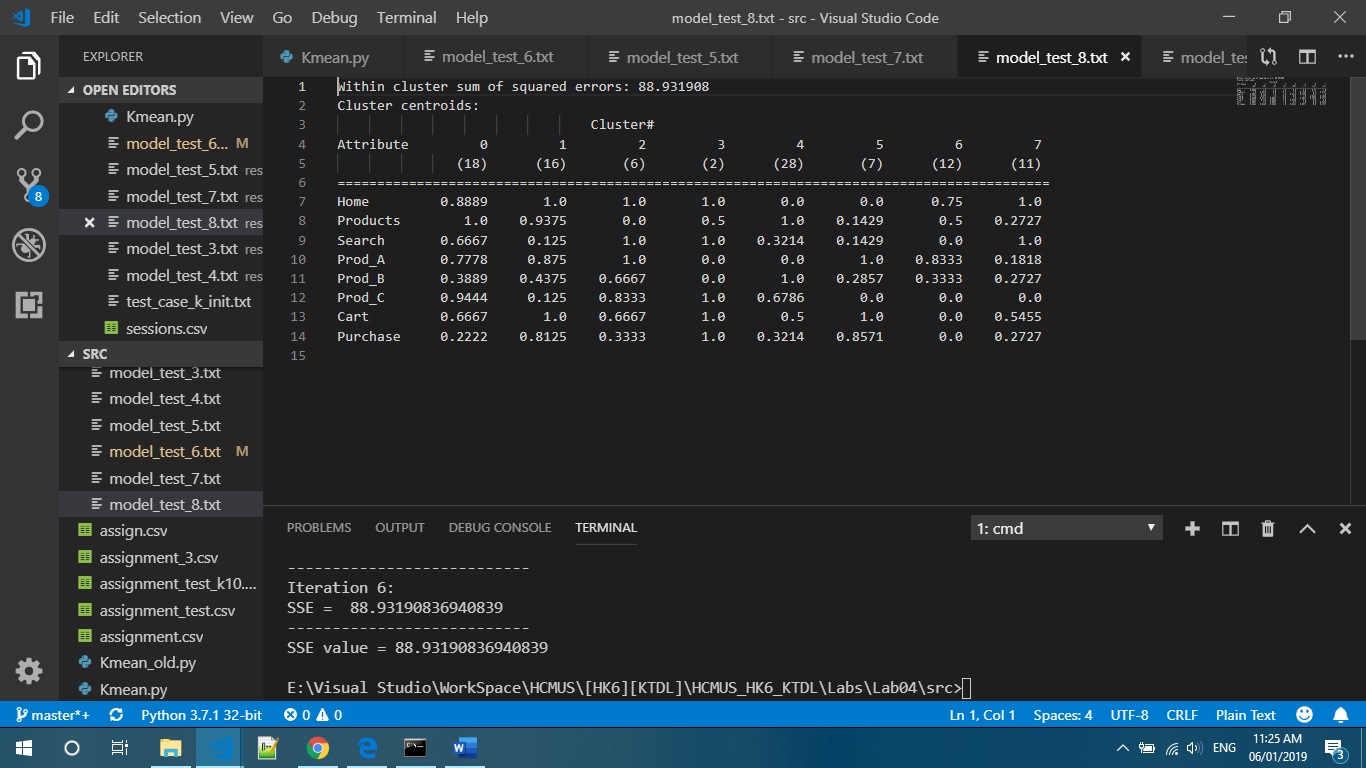 File Edit Selection View Go Debug Terminal Help
model_test_8.txt - src - Visual Studio Code
EXPLORER
OPEN EDITORS
Kmean.py
model_test_6... M
model_test_5.txt res
model_test_7.txt res
model_test_8.txt res
model_test_3.txt res
model_test_4.txt res
test_case_k_init.txt
sessions.csv
8
SRC
model_test_3.txt
model_test_4.txt
model_test_5.txt
model_test_6.txt M
model_test_7.txt
model_test_8.txt
assign.csv
assignment_3.csv
assignment_test_k10....
assignment_test.csv
assignment.csv
Kmean_old.py
Kmean.py
Kmean.py model_test_6.txt model_test_5.txt model_test_7.txt model_test_8.txt model_tes
1 Within cluster sum of squared errors: 88.931908
2 Cluster centroids:
3 Cluster#
4 Attribute 0 1 2 3 4 5 6 7
5 (18) (16) (6) (2) (28) (7) (12) (11)
6 ==========================================================================================
7 Home 0.8889 1.0 1.0 1.0 0.0 0.0 0.75 1.0
8 Products 1.0 0.9375 0.0 0.5 1.0 0.1429 0.5 0.2727
9 Search 0.6667 0.125 1.0 1.0 0.3214 0.1429 0.0 1.0
10 Prod_A 0.7778 0.875 1.0 0.0 0.0 1.0 0.8333 0.1818
11 Prod_B 0.3889 0.4375 0.6667 0.0 1.0 0.2857 0.3333 0.2727
12 Prod_C 0.9444 0.125 0.8333 1.0 0.6786 0.0 0.0 0.0
13 Cart 0.6667 1.0 0.6667 1.0 0.5 1.0 0.0 0.5455
14 Purchase 0.2222 0.8125 0.3333 1.0 0.3214 0.8571 0.0 0.2727
15
PROBLEMS OUTPUT DEBUG CONSOLE TERMINAL
1: cmd
---------------------------
Iteration 6:
SSE =  88.93190836940839
---------------------------
SSE value = 88.93190836940839
E:\Visual Studio\WorkSpace\HCMUS\[HK6][KTDL]\HCMUS_HK6_KTDL\Labs\Lab04\src>
master*+ Python 3.7.1 32-bit 0 0
Ln 1, Col 1 Spaces: 4 UTF-8 CRLF Plain Text
ENG
11:25 AM
06/01/2019
3